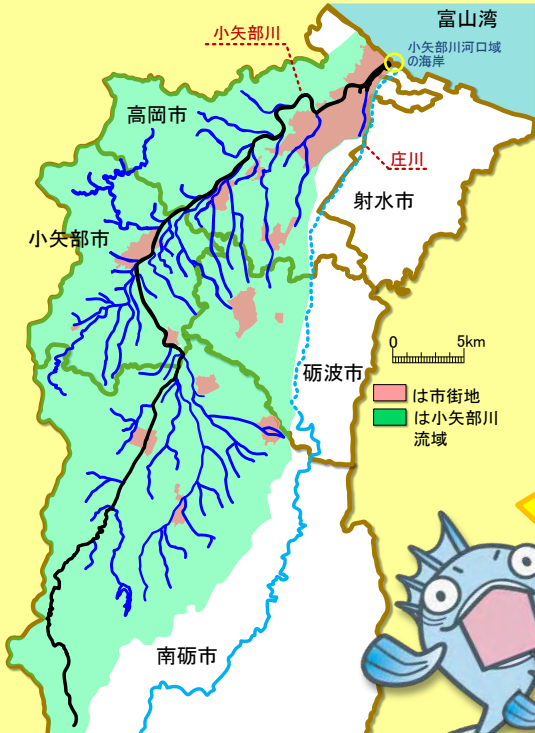 富山湾
小矢部川
小矢部川河口域
の海岸
高岡市
庄川
射水市
小矢部市
0 5km
砺波市
は市街地
は小矢部川
流域
南砺市